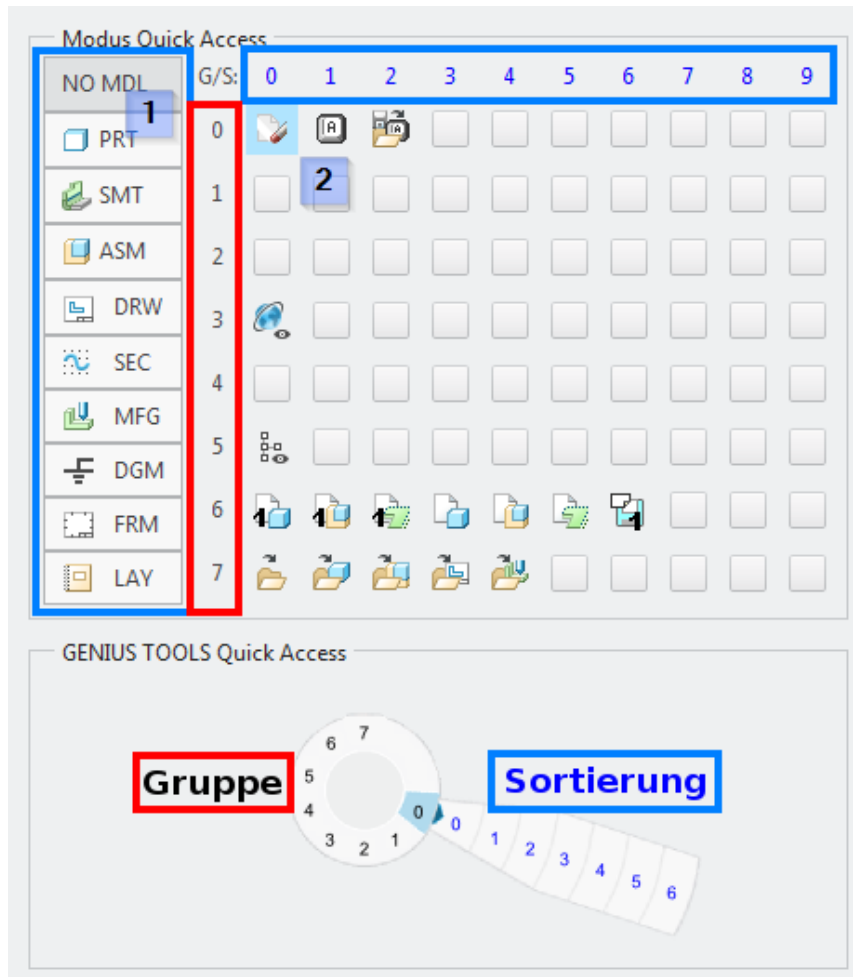 Modus Quick Access
NO MDL G/S: 0 1 2 3 4 5 6 7 8 9
1
PRT 0
2
SMT 1
ASM 2
DRW 3
SEC 4
MFG 5
DGM
FRM 6
LAY 7
GENIUS TOOLS Quick Access
Gruppe
7
6
5
4
3
2
1
0
Sortierung
0
1
2
3
4
5
6